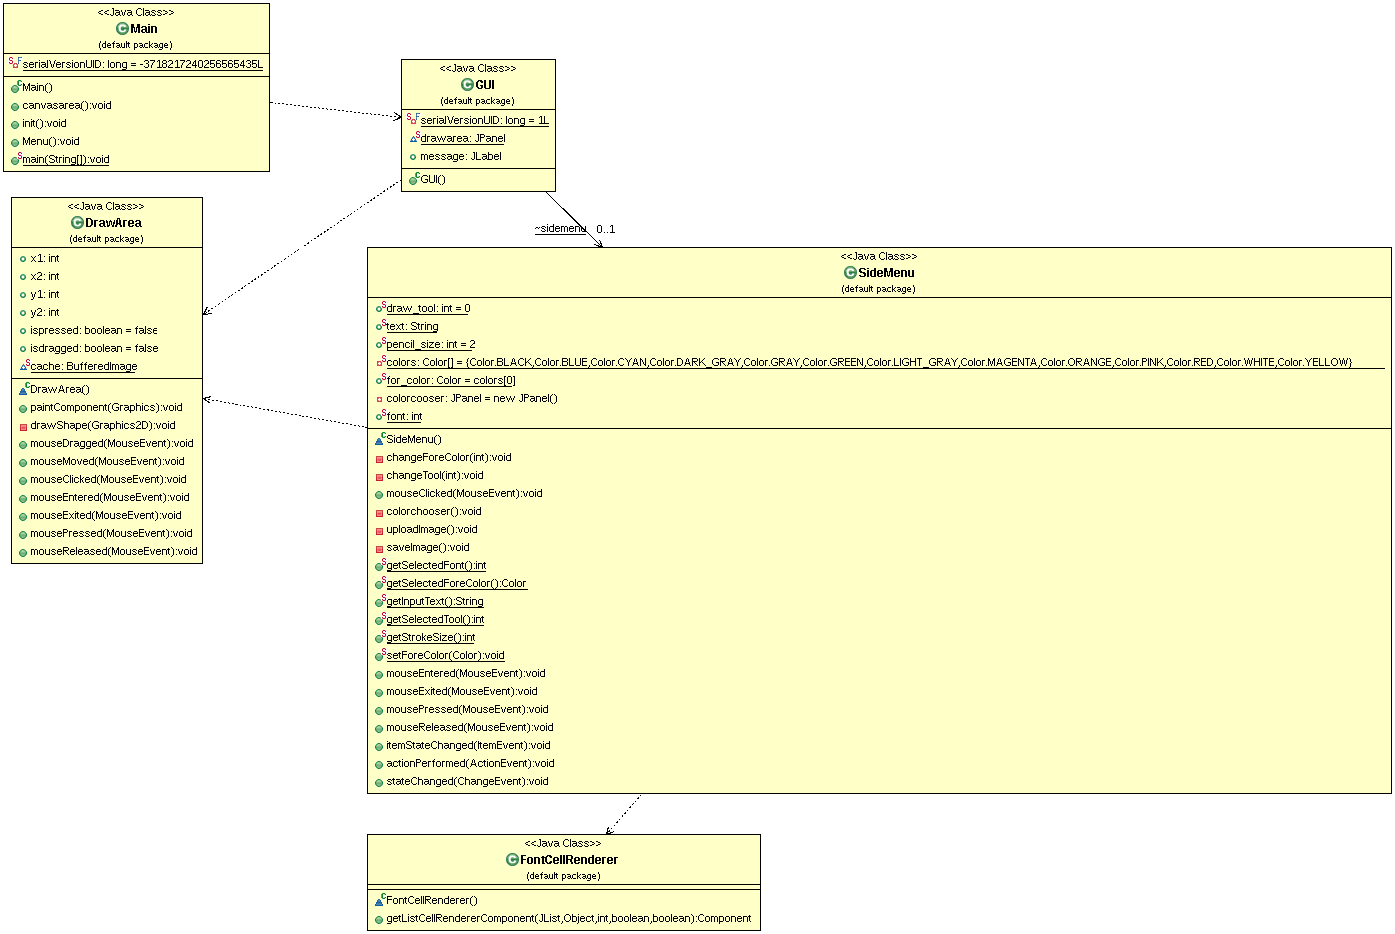 <<Java Class>>
Main
(default package)
serialVersionUID: long = -3718217240256565435L
Main()
canvasarea():void
init():void
Menu():void
main(String[]):void
<<Java Class>>
GUI
(default package)
serialVersionUID: long = 1L
drawarea: JPanel
message: JLabel
GUI()
~sidemenu 0..1
<<Java Class>>
DrawArea
(default package)
x1: int
x2: int
y1: int
y2: int
ispressed: boolean = false
isdragged: boolean = false
cache: BufferedImage
DrawArea()
paintComponent(Graphics):void
drawShape(Graphics2D):void
mouseDragged(MouseEvent):void
mouseMoved(MouseEvent):void
mouseClicked(MouseEvent):void
mouseEntered(MouseEvent):void
mouseExited(MouseEvent):void
mousePressed(MouseEvent):void
mouseReleased(MouseEvent):void
<<Java Class>>
SideMenu
(default package)
draw_tool: int = 0
text: String
pencil_size: int = 2
colors: Color[] = {Color.BLACK,Color.BLUE,Color.CYAN,Color.DARK_GRAY,Color.GRAY,Color.GREEN,Color.LIGHT_GRAY,Color.MAGENTA,Color.ORANGE,Color.PINK,Color.RED,Color.WHITE,Color.YELLOW}
for_color: Color = colors[0]
colorcooser: JPanel = new JPanel()
font: int
SideMenu()
changeForeColor(int):void
changeTool(int):void
mouseClicked(MouseEvent):void
colorchooser():void
uploadImage():void
saveImage():void
getSelectedFont():int
getSelectedForeColor():Color
getInputText():String
getSelectedTool():int
getStrokeSize():int
setForeColor(Color):void
mouseEntered(MouseEvent):void
mouseExited(MouseEvent):void
mousePressed(MouseEvent):void
mouseReleased(MouseEvent):void
itemStateChanged(ItemEvent):void
actionPerformed(ActionEvent):void
stateChanged(ChangeEvent):void
<<Java Class>>
FontCellRenderer
(default package)
FontCellRenderer()
getListCellRendererComponent(JList,Object,int,boolean,boolean):Component